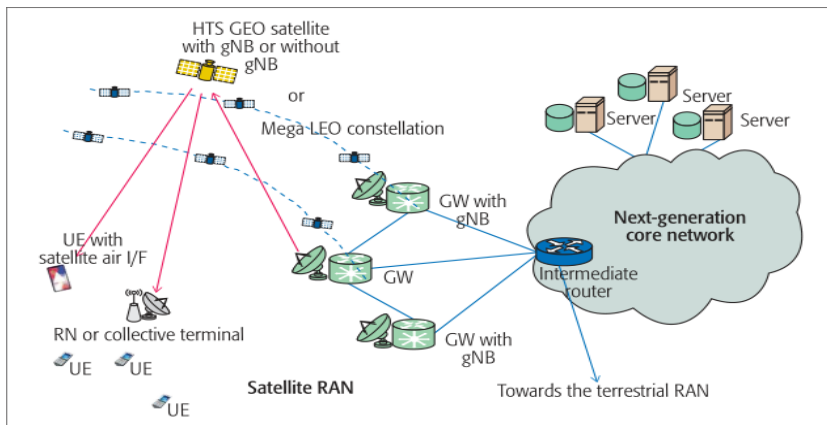 HTS GEO satellite
with gNB or without
gNB
or
Mega LEO constellation
Server
Server
Server
GW with
gNB
Next-generation
core network
UE with
satellite air I/F
GW
Intermediate
router
RN or collective terminal
GW with
gNB
UE
UE
UE
Satellite RAN
Towards the terrestrial RAN